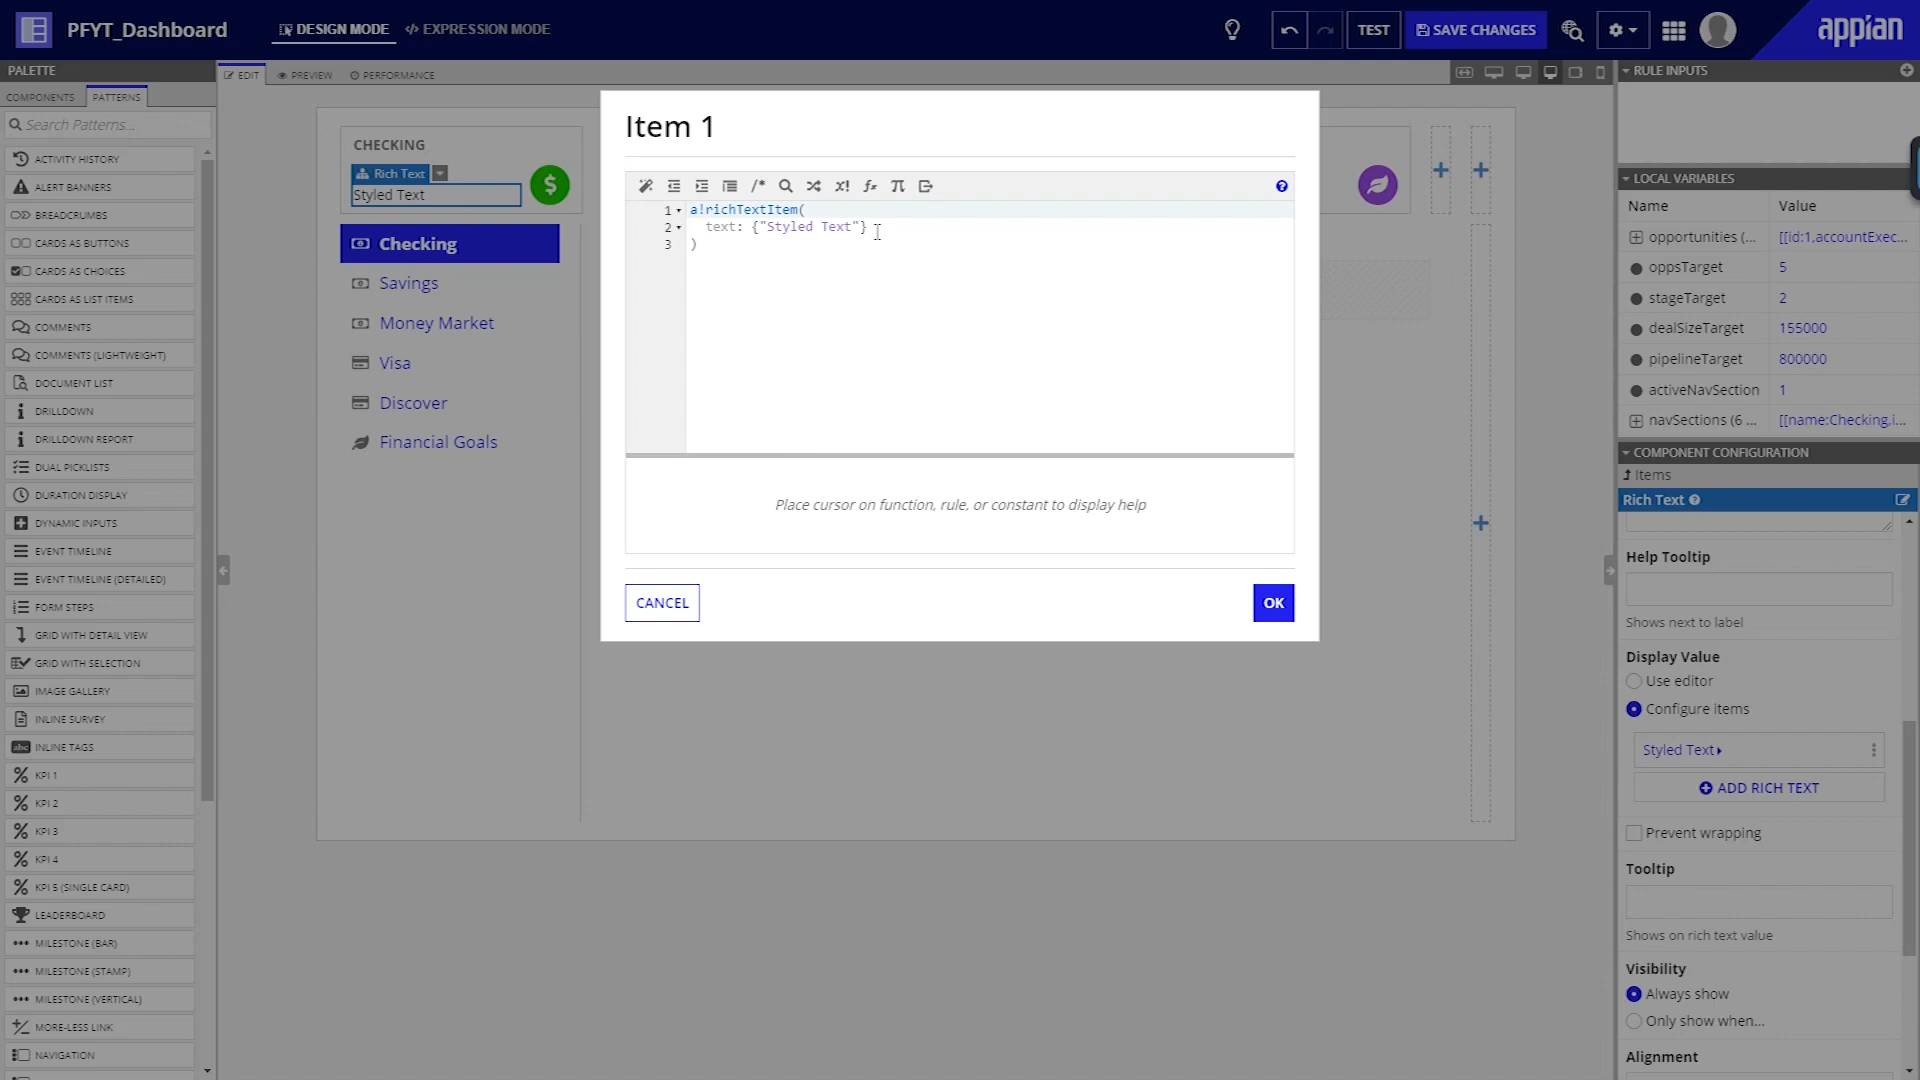 PFYT_Dashboard
DESIGN MODE
</> EXPRESSION MODE
TEST
SAVE CHANGES
appian
PALETTE
COMPONENTS
PATTERNS
Search Patterns...
ACTIVITY HISTORY
ALERT BANNERS
BREADCRUMBS
CARDS AS BUTTONS
CARDS AS CHOICES
CARDS AS LIST ITEMS
COMMENTS
COMMENTS (LIGHTWEIGHT)
DOCUMENT LIST
DRILLDOWN
DRILLDOWN REPORT
DUAL PICKLISTS
DURATION DISPLAY
DYNAMIC INPUTS
EVENT TIMELINE
EVENT TIMELINE (DETAILED)
FORM STEPS
GRID WITH DETAIL VIEW
GRID WITH SELECTION
IMAGE GALLERY
INLINE SURVEY
INLINE TAGS
KPI 1
KPI 2
KPI 3
KPI 4
KPI 5 (SINGLE CARD)
LEADERBOARD
MILESTONE (BAR)
MILESTONE (STAMP)
MILESTONE (VERTICAL)
MORE-LESS LINK
NAVIGATION
EDIT
PREVIEW
PERFORMANCE
CHECKING
Rich Text
Styled Text
Checking
Savings
Money Market
Visa
Discover
Financial Goals
Item 1
1 a!richTextItem(
2 text: {"Styled Text"}
3 )
Place cursor on function, rule, or constant to display help
CANCEL
OK
RULE INPUTS
LOCAL VARIABLES
Name Value
opportunities (... [[id:1,accountExec...
oppsTarget 5
stageTarget 2
dealSizeTarget 155000
pipelineTarget 800000
activeNavSection 1
navSections (6 ... [[name:Checking,i...
COMPONENT CONFIGURATION
Items
Rich Text
Help Tooltip
Shows next to label
Display Value
Use editor
Configure items
Styled Text
ADD RICH TEXT
Prevent wrapping
Tooltip
Shows on rich text value
Visibility
Always show
Only show when...
Alignment